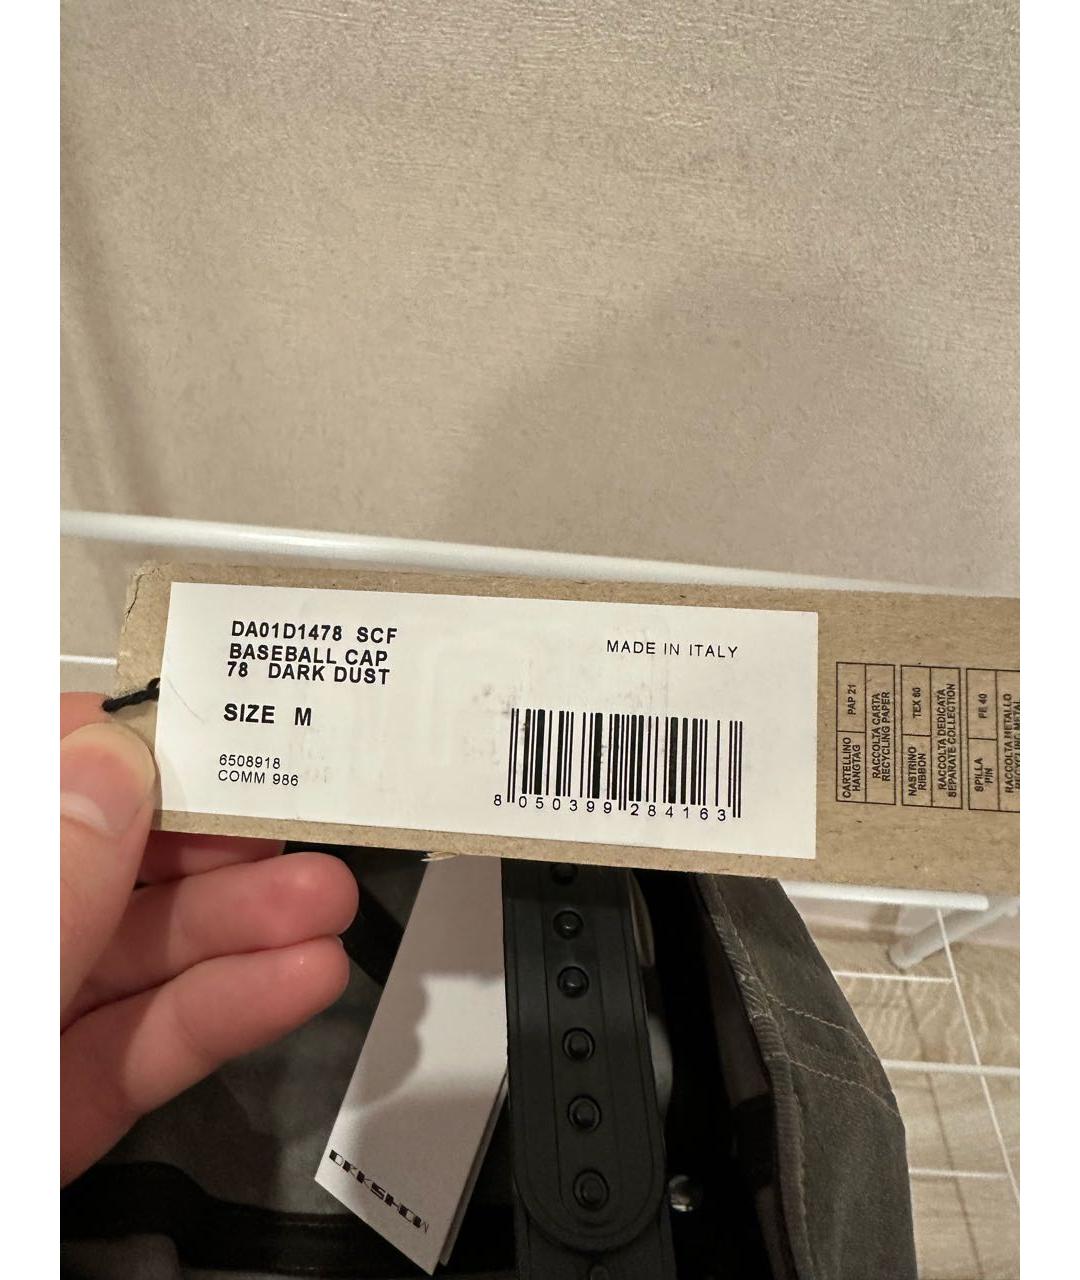 DA01D1478 SCF
BASEBALL CAP
78 DARK DUST
SIZE M
6508918
COMM 986
MADE IN ITALY
8 050399 284163
CARTELLINO
HANGTAG
PAP 21
RACCOLTA CARTA
RECYCLING PAPER
NASTRINO
RIBBON
TEX 60
RACCOLTA DEDICATA
SEPARATE COLLECTION
SPILLA
PIN
FE 40
RACCOLTA METALLO
RECYCLING METAL
DRKSHDW